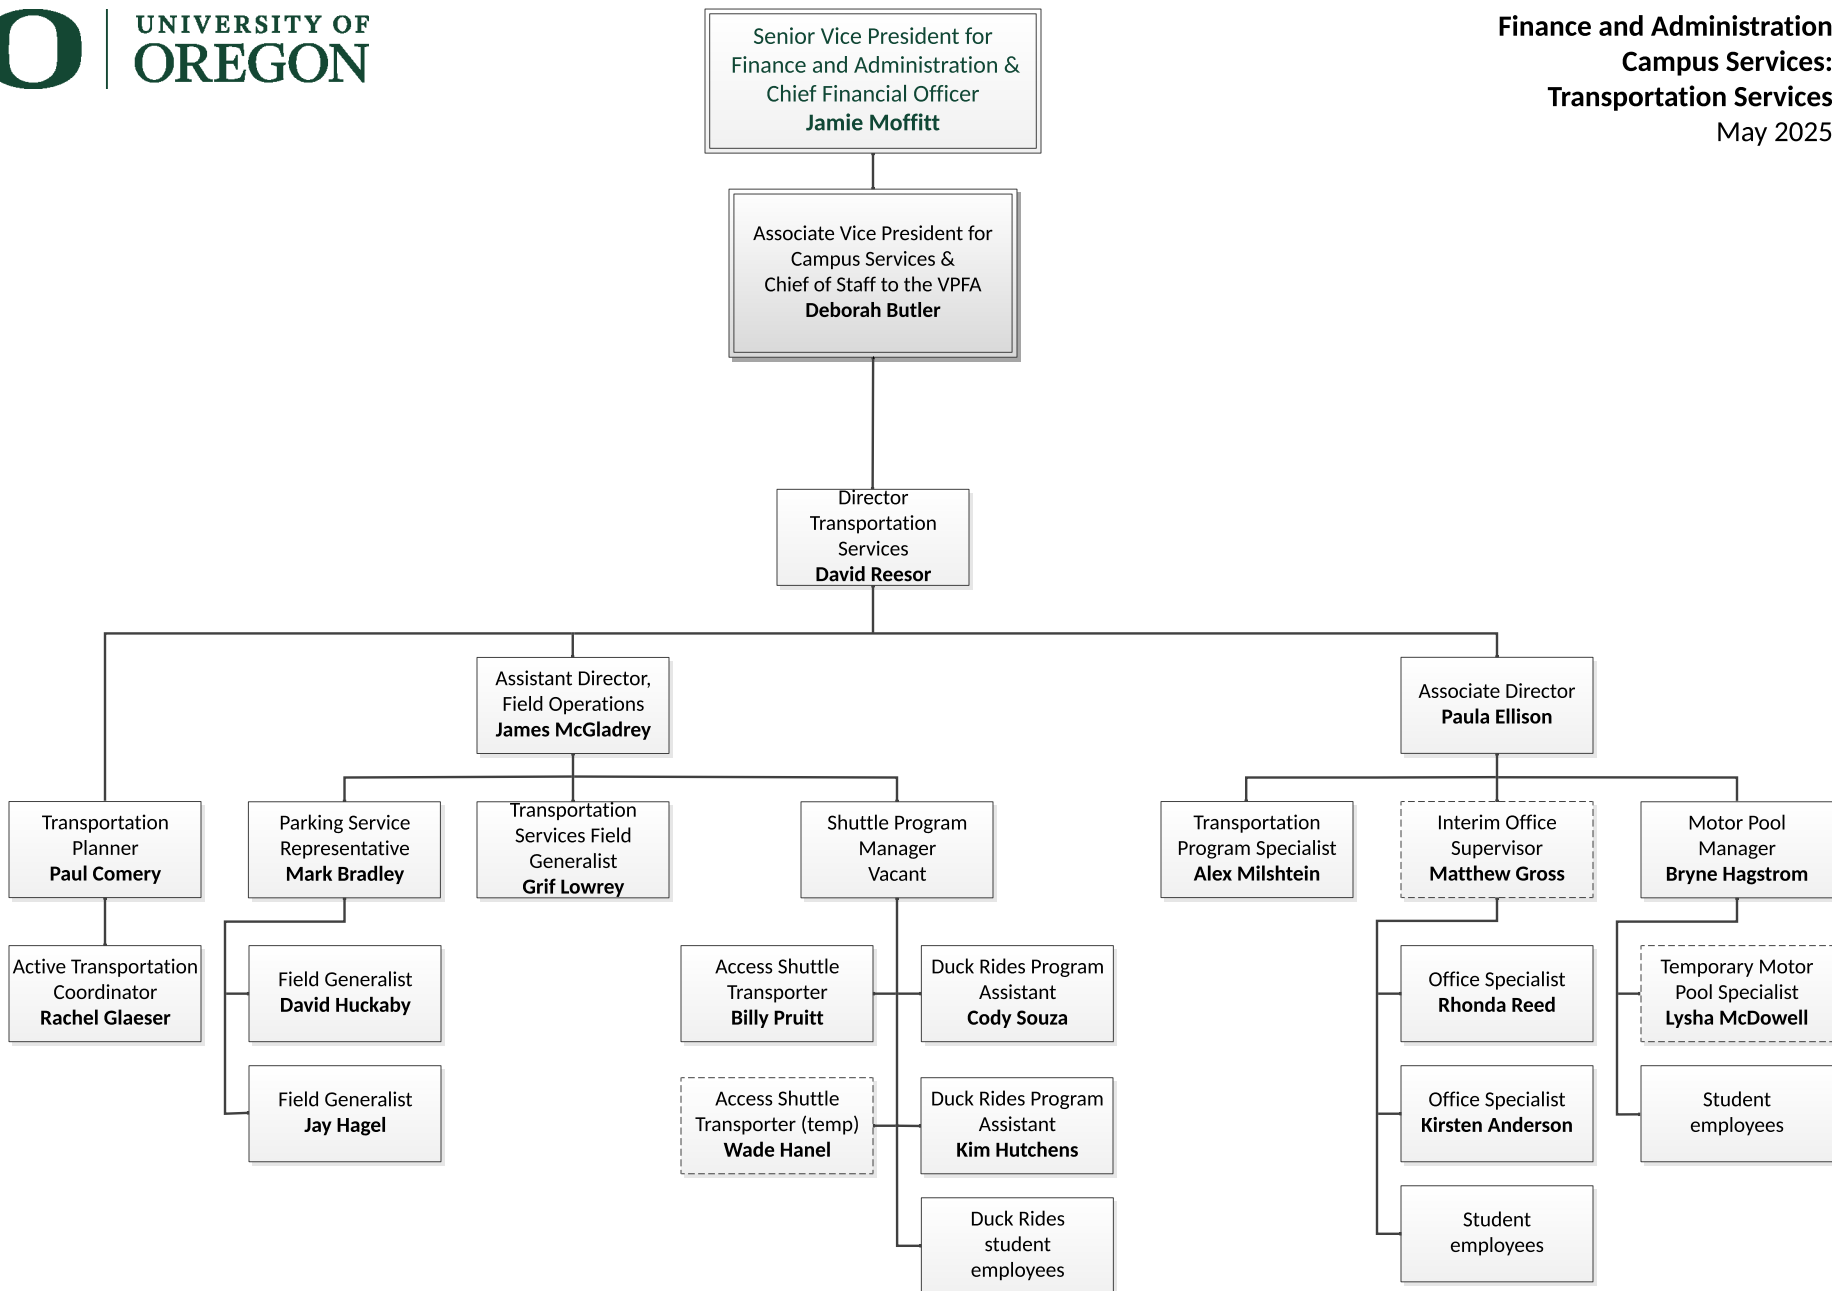 UNIVERSITY OF
OREGON
Senior Vice President for
Finance and Administration &
Chief Financial Officer
Jamie Moffitt
Finance and Administration
Campus Services:
Transportation Services
May 2025
Associate Vice President for
Campus Services &
Chief of Staff to the VPFA
Deborah Butler
Director
Transportation
Services
David Reesor
Assistant Director,
Field Operations
James McGladrey
Associate Director
Paula Ellison
Transportation
Planner
Paul Comery
Parking Service
Representative
Mark Bradley
Transportation
Services Field
Generalist
Grif Lowrey
Shuttle Program
Manager
Vacant
Transportation
Program Specialist
Alex Milshtein
Interim Office
Supervisor
Matthew Gross
Motor Pool
Manager
Bryne Hagstrom
Active Transportation
Coordinator
Rachel Glaeser
Field Generalist
David Huckaby
Access Shuttle
Transporter
Billy Pruitt
Duck Rides Program
Assistant
Cody Souza
Office Specialist
Rhonda Reed
Temporary Motor
Pool Specialist
Lysha McDowell
Field Generalist
Jay Hagel
Access Shuttle
Transporter (temp)
Wade Hanel
Duck Rides Program
Assistant
Kim Hutchens
Office Specialist
Kirsten Anderson
Student
employees
Duck Rides
student
employees
Student
employees